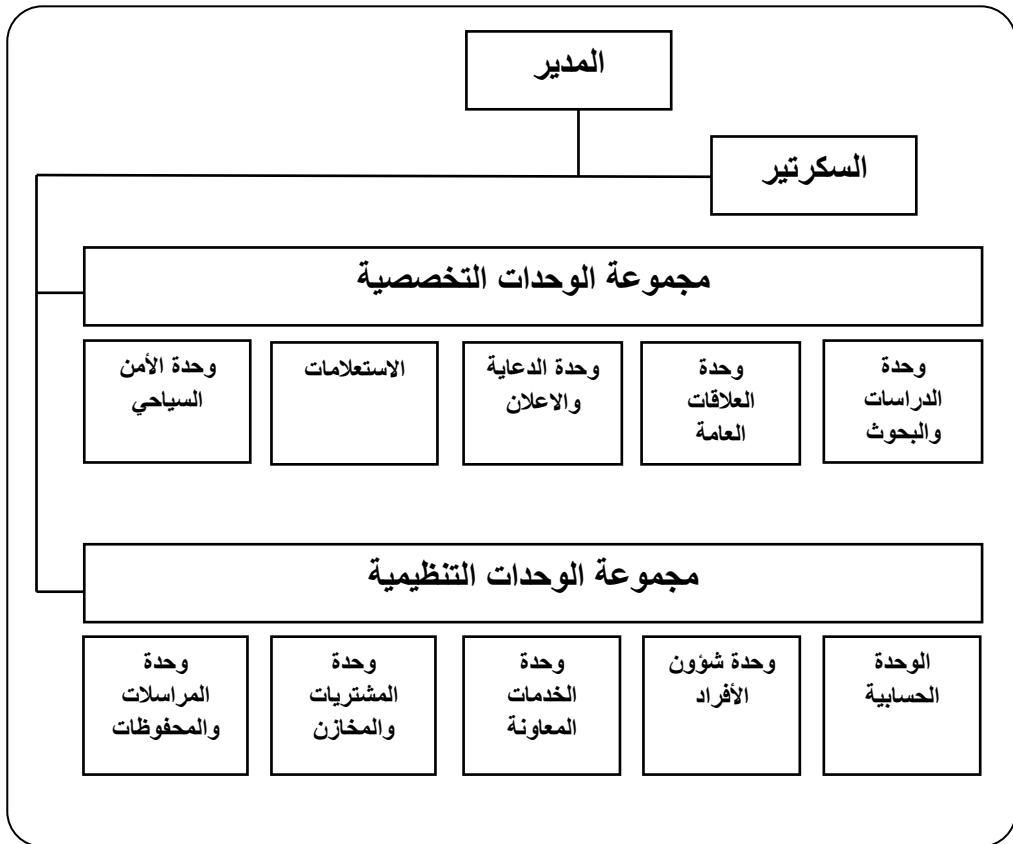 المدير
السكرتير
مجموعة الوحدات التخصصية
وحدة
الدراسات
والبحوث
وحدة
العلاقات
العامة
وحدة الدعاية
والاعلان
الاستعلامات
وحدة الأمن
السياحي
مجموعة الوحدات التنظيمية
الوحدة
الحسابية
وحدة شؤون
الأفراد
وحدة
الخدمات
المعاونة
وحدة
المشتريات
والمخازن
وحدة
المراسلات
والمحفوظات